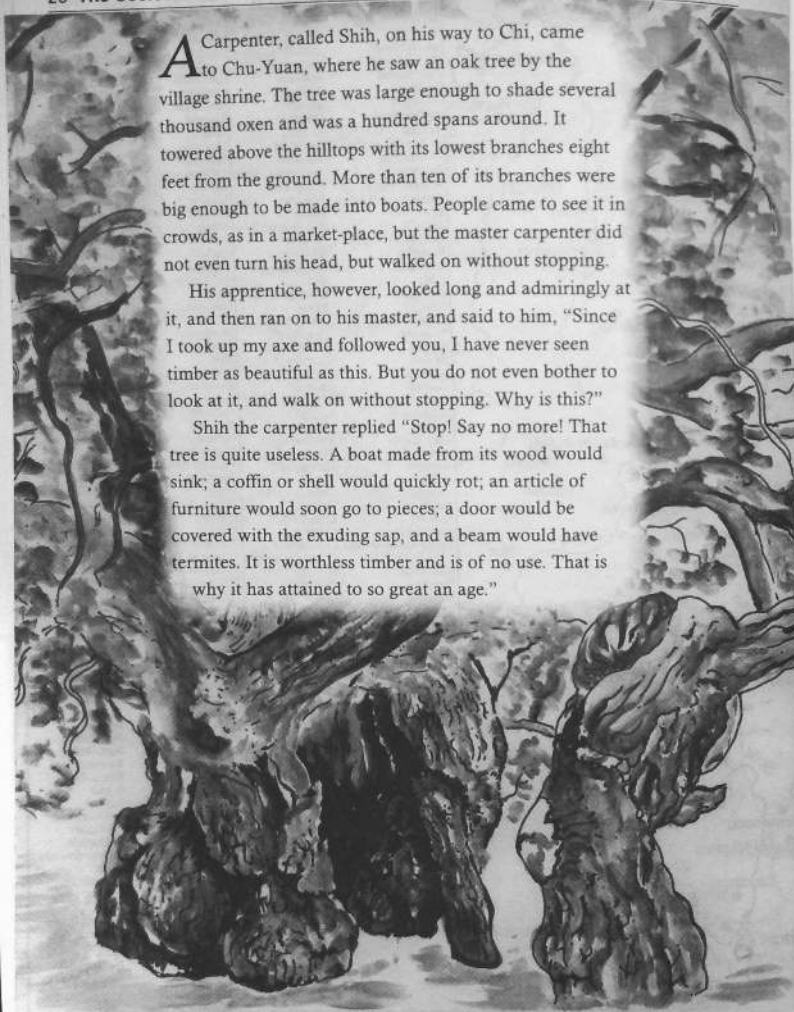 A Carpenter, called Shih, on his way to Chi, came
to Chu-Yuan, where he saw an oak tree by the
village shrine. The tree was large enough to shade several
thousand oxen and was a hundred spans around. It
towered above the hilltops with its lowest branches eight
feet from the ground. More than ten of its branches were
big enough to be made into boats. People came to see it in
crowds, as in a market-place, but the master carpenter did
not even turn his head, but walked on without stopping.
His apprentice, however, looked long and admiringly at
it, and then ran on to his master, and said to him, “Since
I took up my axe and followed you, I have never seen
timber as beautiful as this. But you do not even bother to
look at it, and walk on without stopping. Why is this?”
Shih the carpenter replied “Stop! Say no more! That
tree is quite useless. A boat made from its wood would
sink; a coffin or shell would quickly rot; an article of
furniture would soon go to pieces; a door would be
covered with the exuding sap, and a beam would have
termites. It is worthless timber and is of no use. That is
why it has attained to so great an age.”